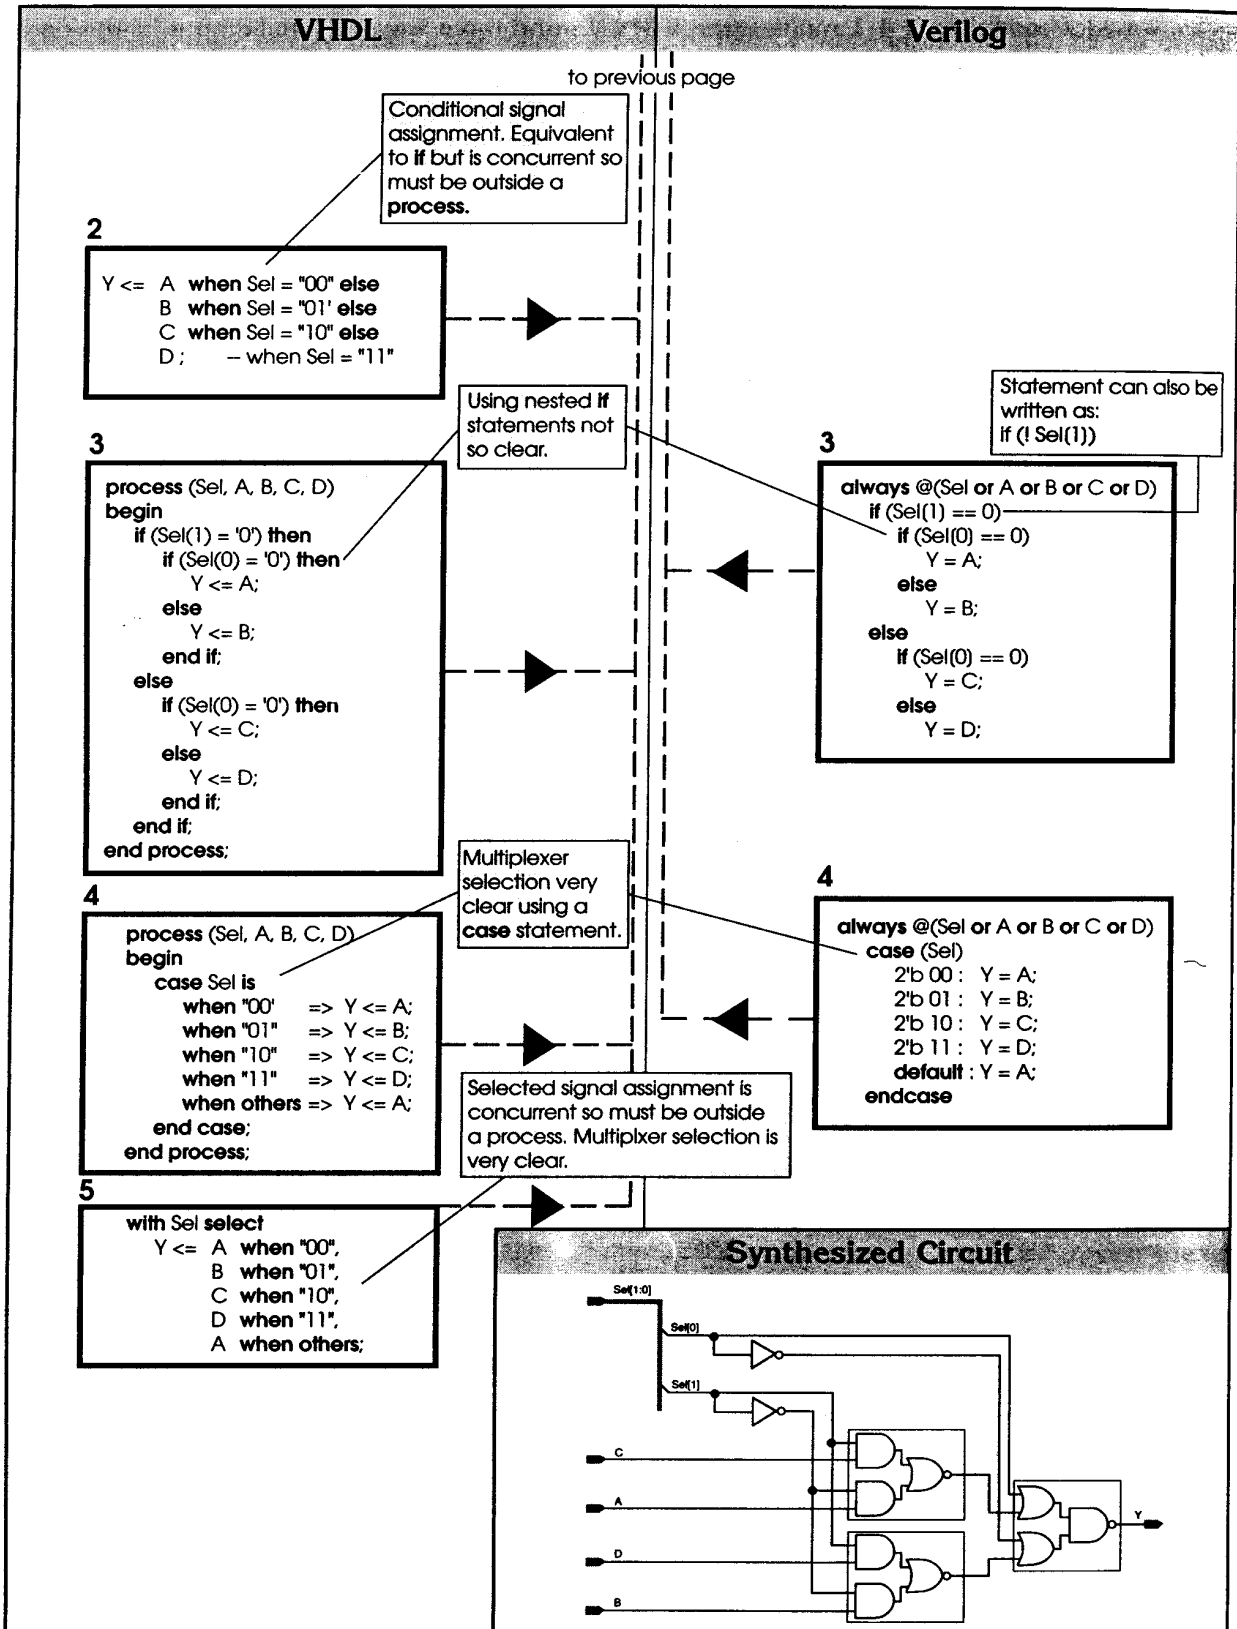 VHDL
Verilog
to previous page
Conditional signal
assignment. Equivalent
to if but is concurrent so
must be outside a
process.
2
Y <= A when Sel = "00" else
B when Sel = "01' else
C when Sel = "10" else
D ; -- when Sel = "11"
Using nested if
statements not
so clear.
Statement can also be
written as:
if (! Sel(1))
3
process (Sel, A, B, C, D)
begin
if (Sel(1) = '0') then
if (Sel(0) = '0') then
Y <= A;
else
Y <= B;
end if;
else
if (Sel(0) = '0') then
Y <= C;
else
Y <= D;
end if;
end if;
end process;
3
always @(Sel or A or B or C or D)
if (Sel(1) == 0)
if (Sel(0) == 0)
Y = A;
else
Y = B;
else
if (Sel(0) == 0)
Y = C;
else
Y = D;
Multiplexer
selection very
clear using a
case statement.
4
process (Sel, A, B, C, D)
begin
case Sel is
when "00' => Y <= A;
when "01" => Y <= B;
when "10" => Y <= C;
when "11" => Y <= D;
when others => Y <= A;
end case;
end process;
4
always @(Sel or A or B or C or D)
case (Sel)
2'b 00 : Y = A;
2'b 01 : Y = B;
2'b 10 : Y = C;
2'b 11 : Y = D;
default : Y = A;
endcase
Selected signal assignment is
concurrent so must be outside
a process. Multiplxer selection is
very clear.
5
with Sel select
Y <= A when "00",
B when "01",
C when "10",
D when "11",
A when others;
Synthesized Circuit
Sel[1:0]
Sel[0]
Sel[1]
C
A
D
B
Y